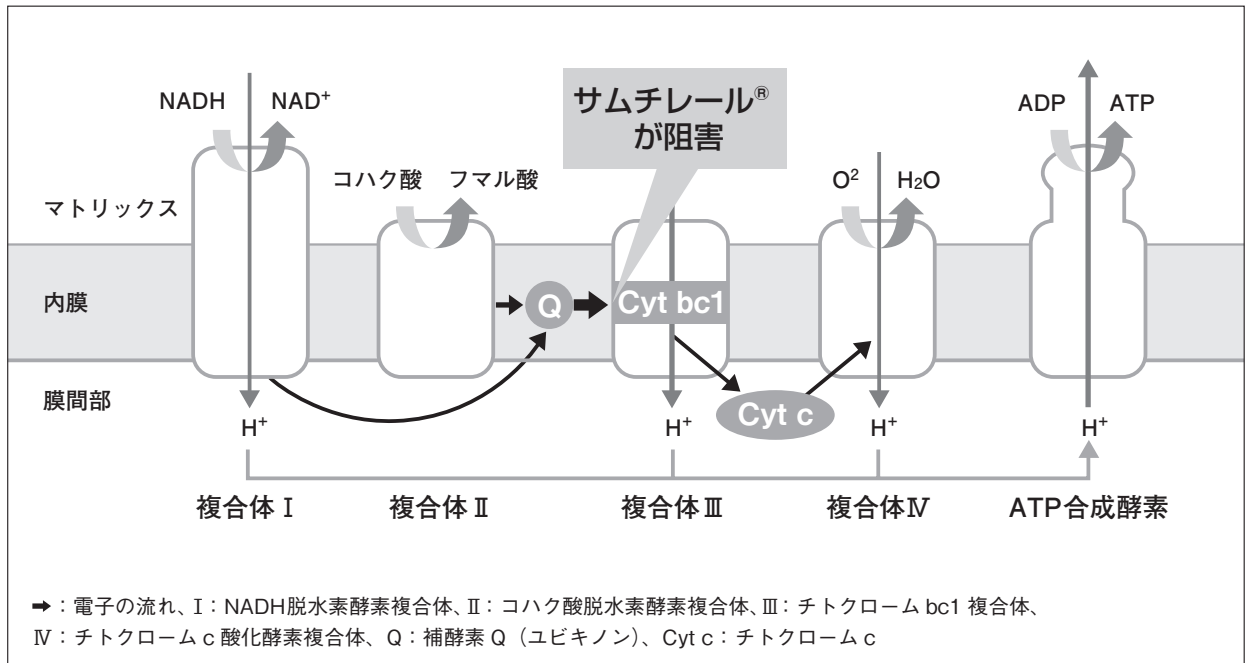 サムチレール®
が阻害
NADH
NAD⁺
コハク酸
フマル酸
O²
H₂O
ADP
ATP
マトリックス
内膜
Q
Cyt bc1
膜間部
Cyt c
H⁺
H⁺
H⁺
H⁺
複合体Ⅰ
複合体Ⅱ
複合体Ⅲ
複合体Ⅳ
ATP合成酵素
➡：電子の流れ、Ⅰ：NADH脱水素酵素複合体、Ⅱ：コハク酸脱水素酵素複合体、Ⅲ：チトクロームbc1 複合体、
Ⅳ：チトクロームc 酸化酵素複合体、Q：補酵素Q（ユビキノン）、Cyt c：チトクロームc